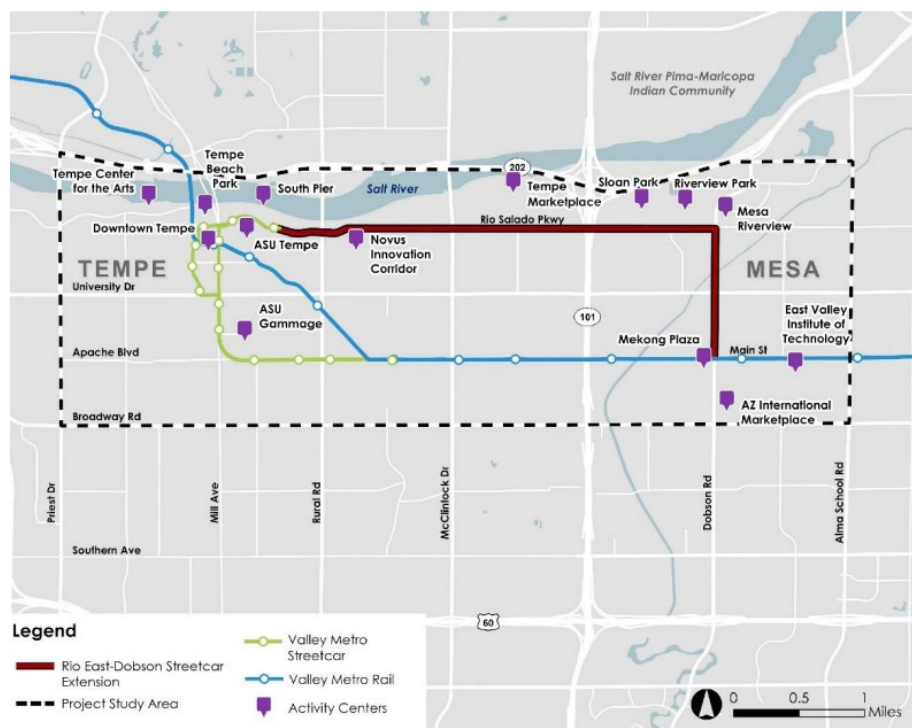 Salt River Pima-Maricopa
Indian Community
Tempe Center
for the Arts
Tempe
Beach
Park
South Pier
Salt River
202
Tempe
Marketplace
Sloan Park
Riverview Park
Mesa
Riverview
Rio Salado Pkwy
Downtown Tempe
ASU Tempe
Novus
Innovation
Corridor
TEMPE
MESA
University Dr
ASU
Gammage
101
East Valley
Institute of
Technology
Mekong Plaza
Main St
Apache Blvd
AZ International
Marketplace
Broadway Rd
Priest Dr
Mill Ave
Rural Rd
McClintock Dr
Dobson Rd
Alma School Rd
Southern Ave
60
Legend
Rio East-Dobson Streetcar
Extension
Project Study Area
Valley Metro
Streetcar
Valley Metro Rail
Activity Centers
0 0.5 1
Miles